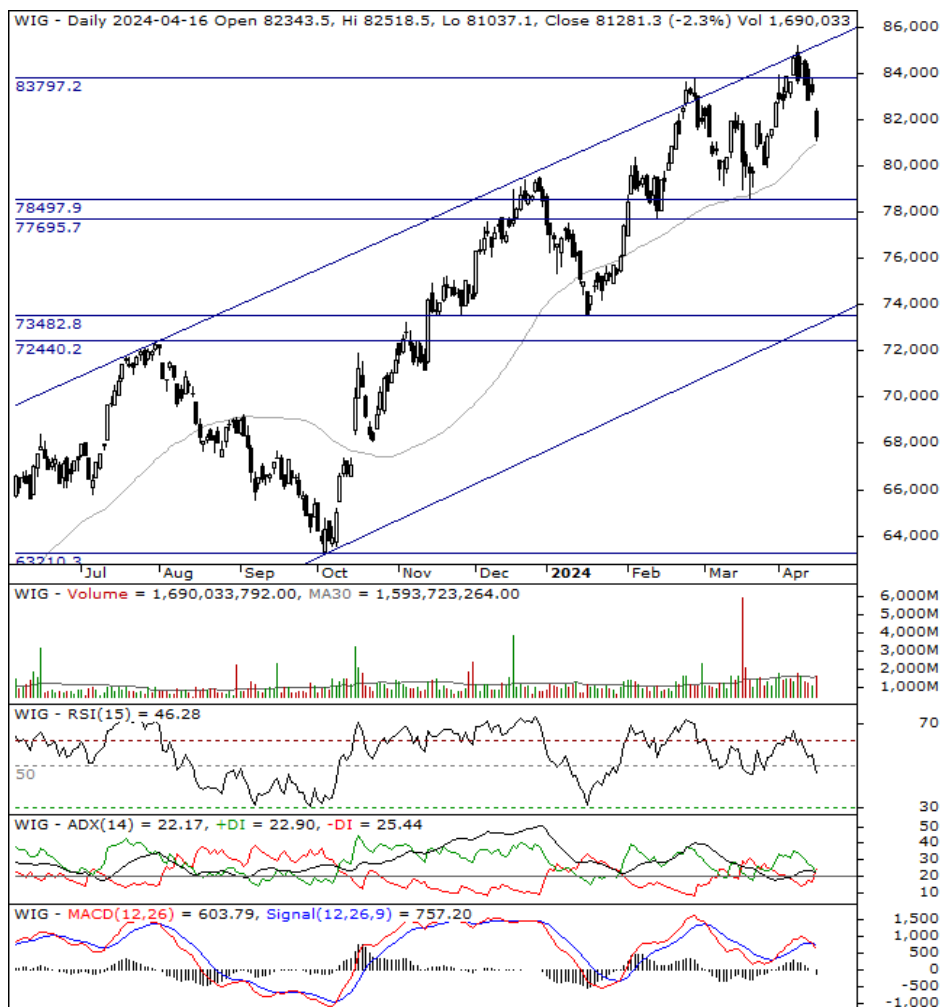 WIG - Daily 2024-04-16 Open 82343.5, Hi 82518.5, Lo 81037.1, Close 81281.3 (-2.3%) Vol 1,690,033
86,000
84,000
83797.2
82,000
80,000
78497.9
78,000
77695.7
76,000
74,000
73482.8
72440.2
72,000
70,000
68,000
66,000
64,000
63210.3
Jul Aug Sep Oct Nov Dec 2024 Feb Mar Apr
WIG - Volume = 1,690,033,792.00, MA30 = 1,593,723,264.00
6,000M
5,000M
4,000M
3,000M
2,000M
1,000M
WIG - RSI(15) = 46.28
70
50
30
WIG - ADX(14) = 22.17, +DI = 22.90, -DI = 25.44
50
40
30
20
10
WIG - MACD(12,26) = 603.79, Signal(12,26,9) = 757.20
1,500
1,000
500
0
-500
-1,000